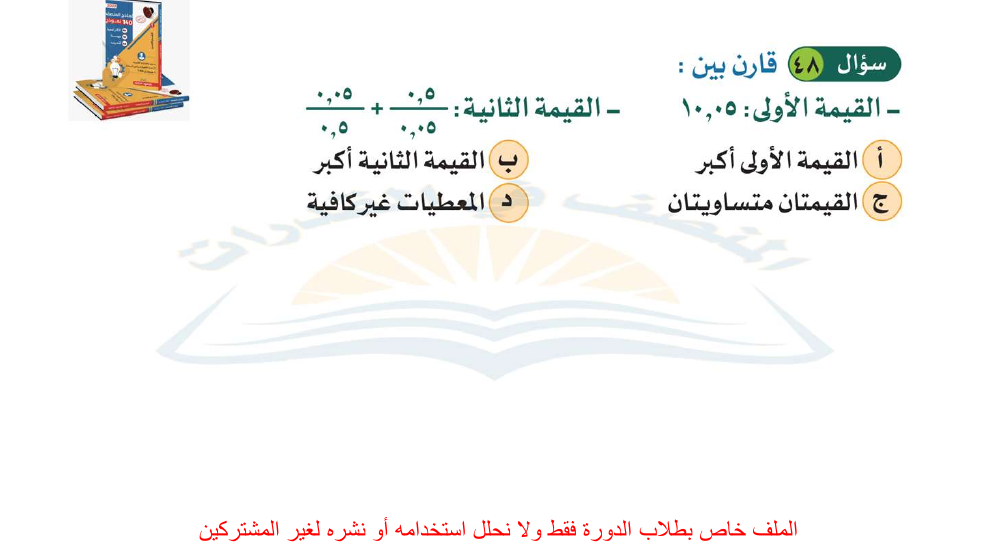 سؤال ٤٨ قارن بين :
- القيمة الأولى: ١٠,٠٥
- القيمة الثانية: ٠,٥/٠,٠٥ + ٠,٠٥/٠,٥
أ القيمة الأولى أكبر
ب القيمة الثانية أكبر
ج القيمتان متساويتان
د المعطيات غير كافية
الملف خاص بطلاب الدورة فقط ولا نحلل استخدامه أو نشره لغير المشتركين